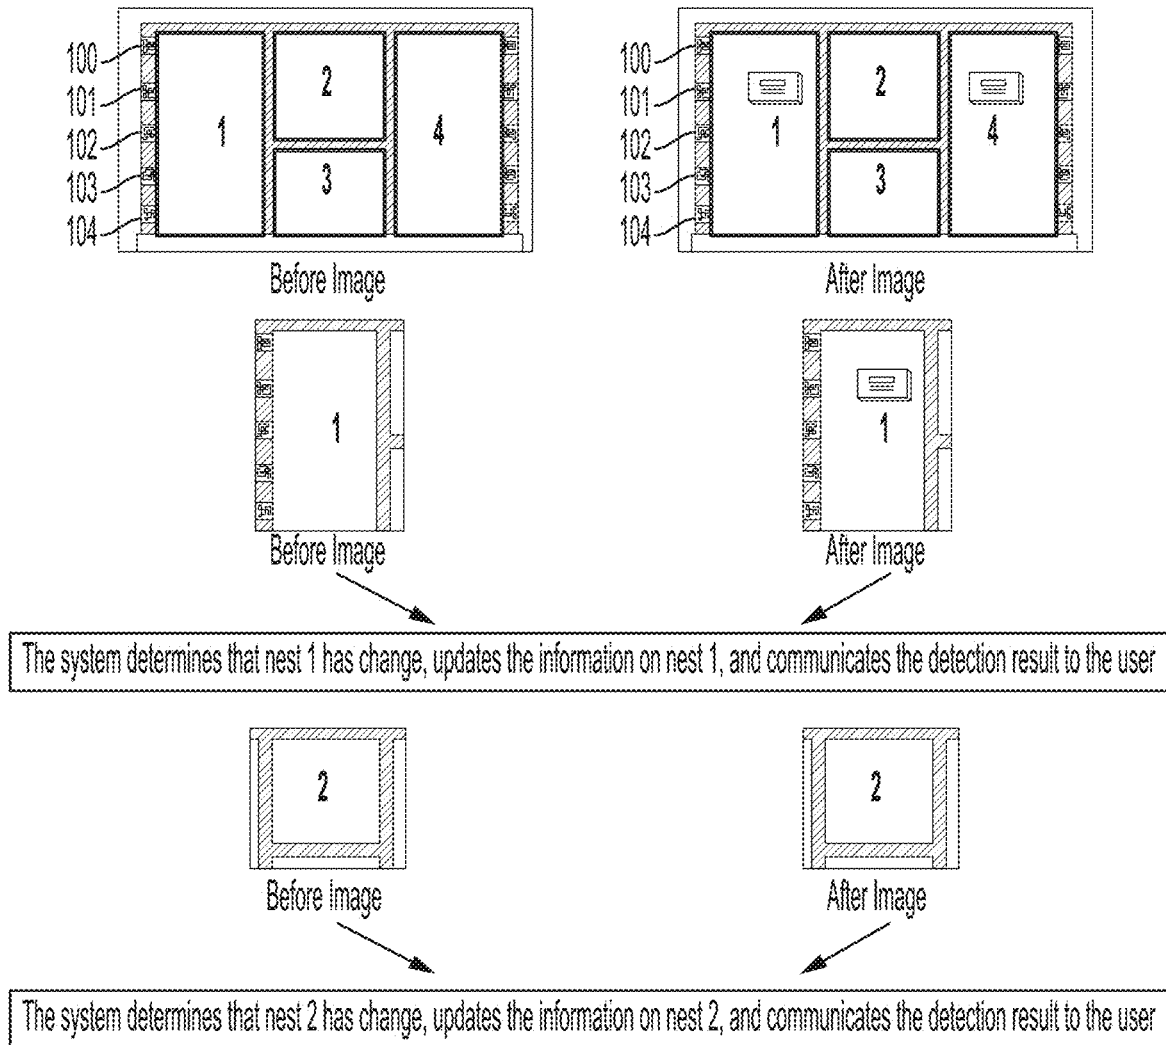 100
101
102
103
104
1
2
3
4
Before Image
100
101
102
103
104
1
2
3
4
After Image
1
Before Image
1
After Image
The system determines that nest 1 has change, updates the information on nest 1, and communicates the detection result to the user
2
Before Image
2
After Image
The system determines that nest 2 has change, updates the information on nest 2, and communicates the detection result to the user